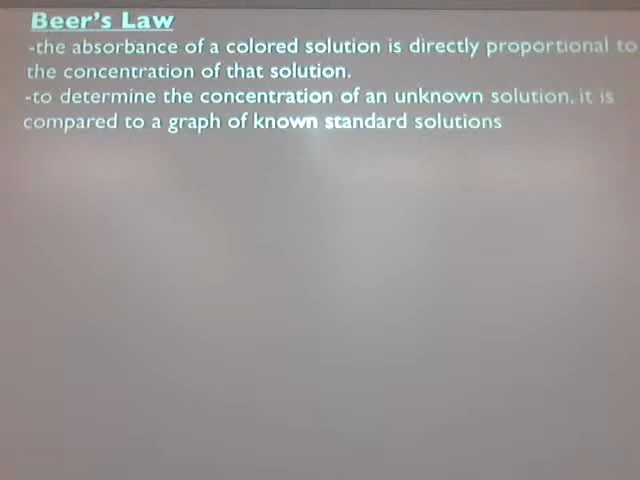 Beer's Law
-the absorbance of a colored solution is directly proportional to
the concentration of that solution.
-to determine the concentration of an unknown solution, it is
compared to a graph of known standard solutions